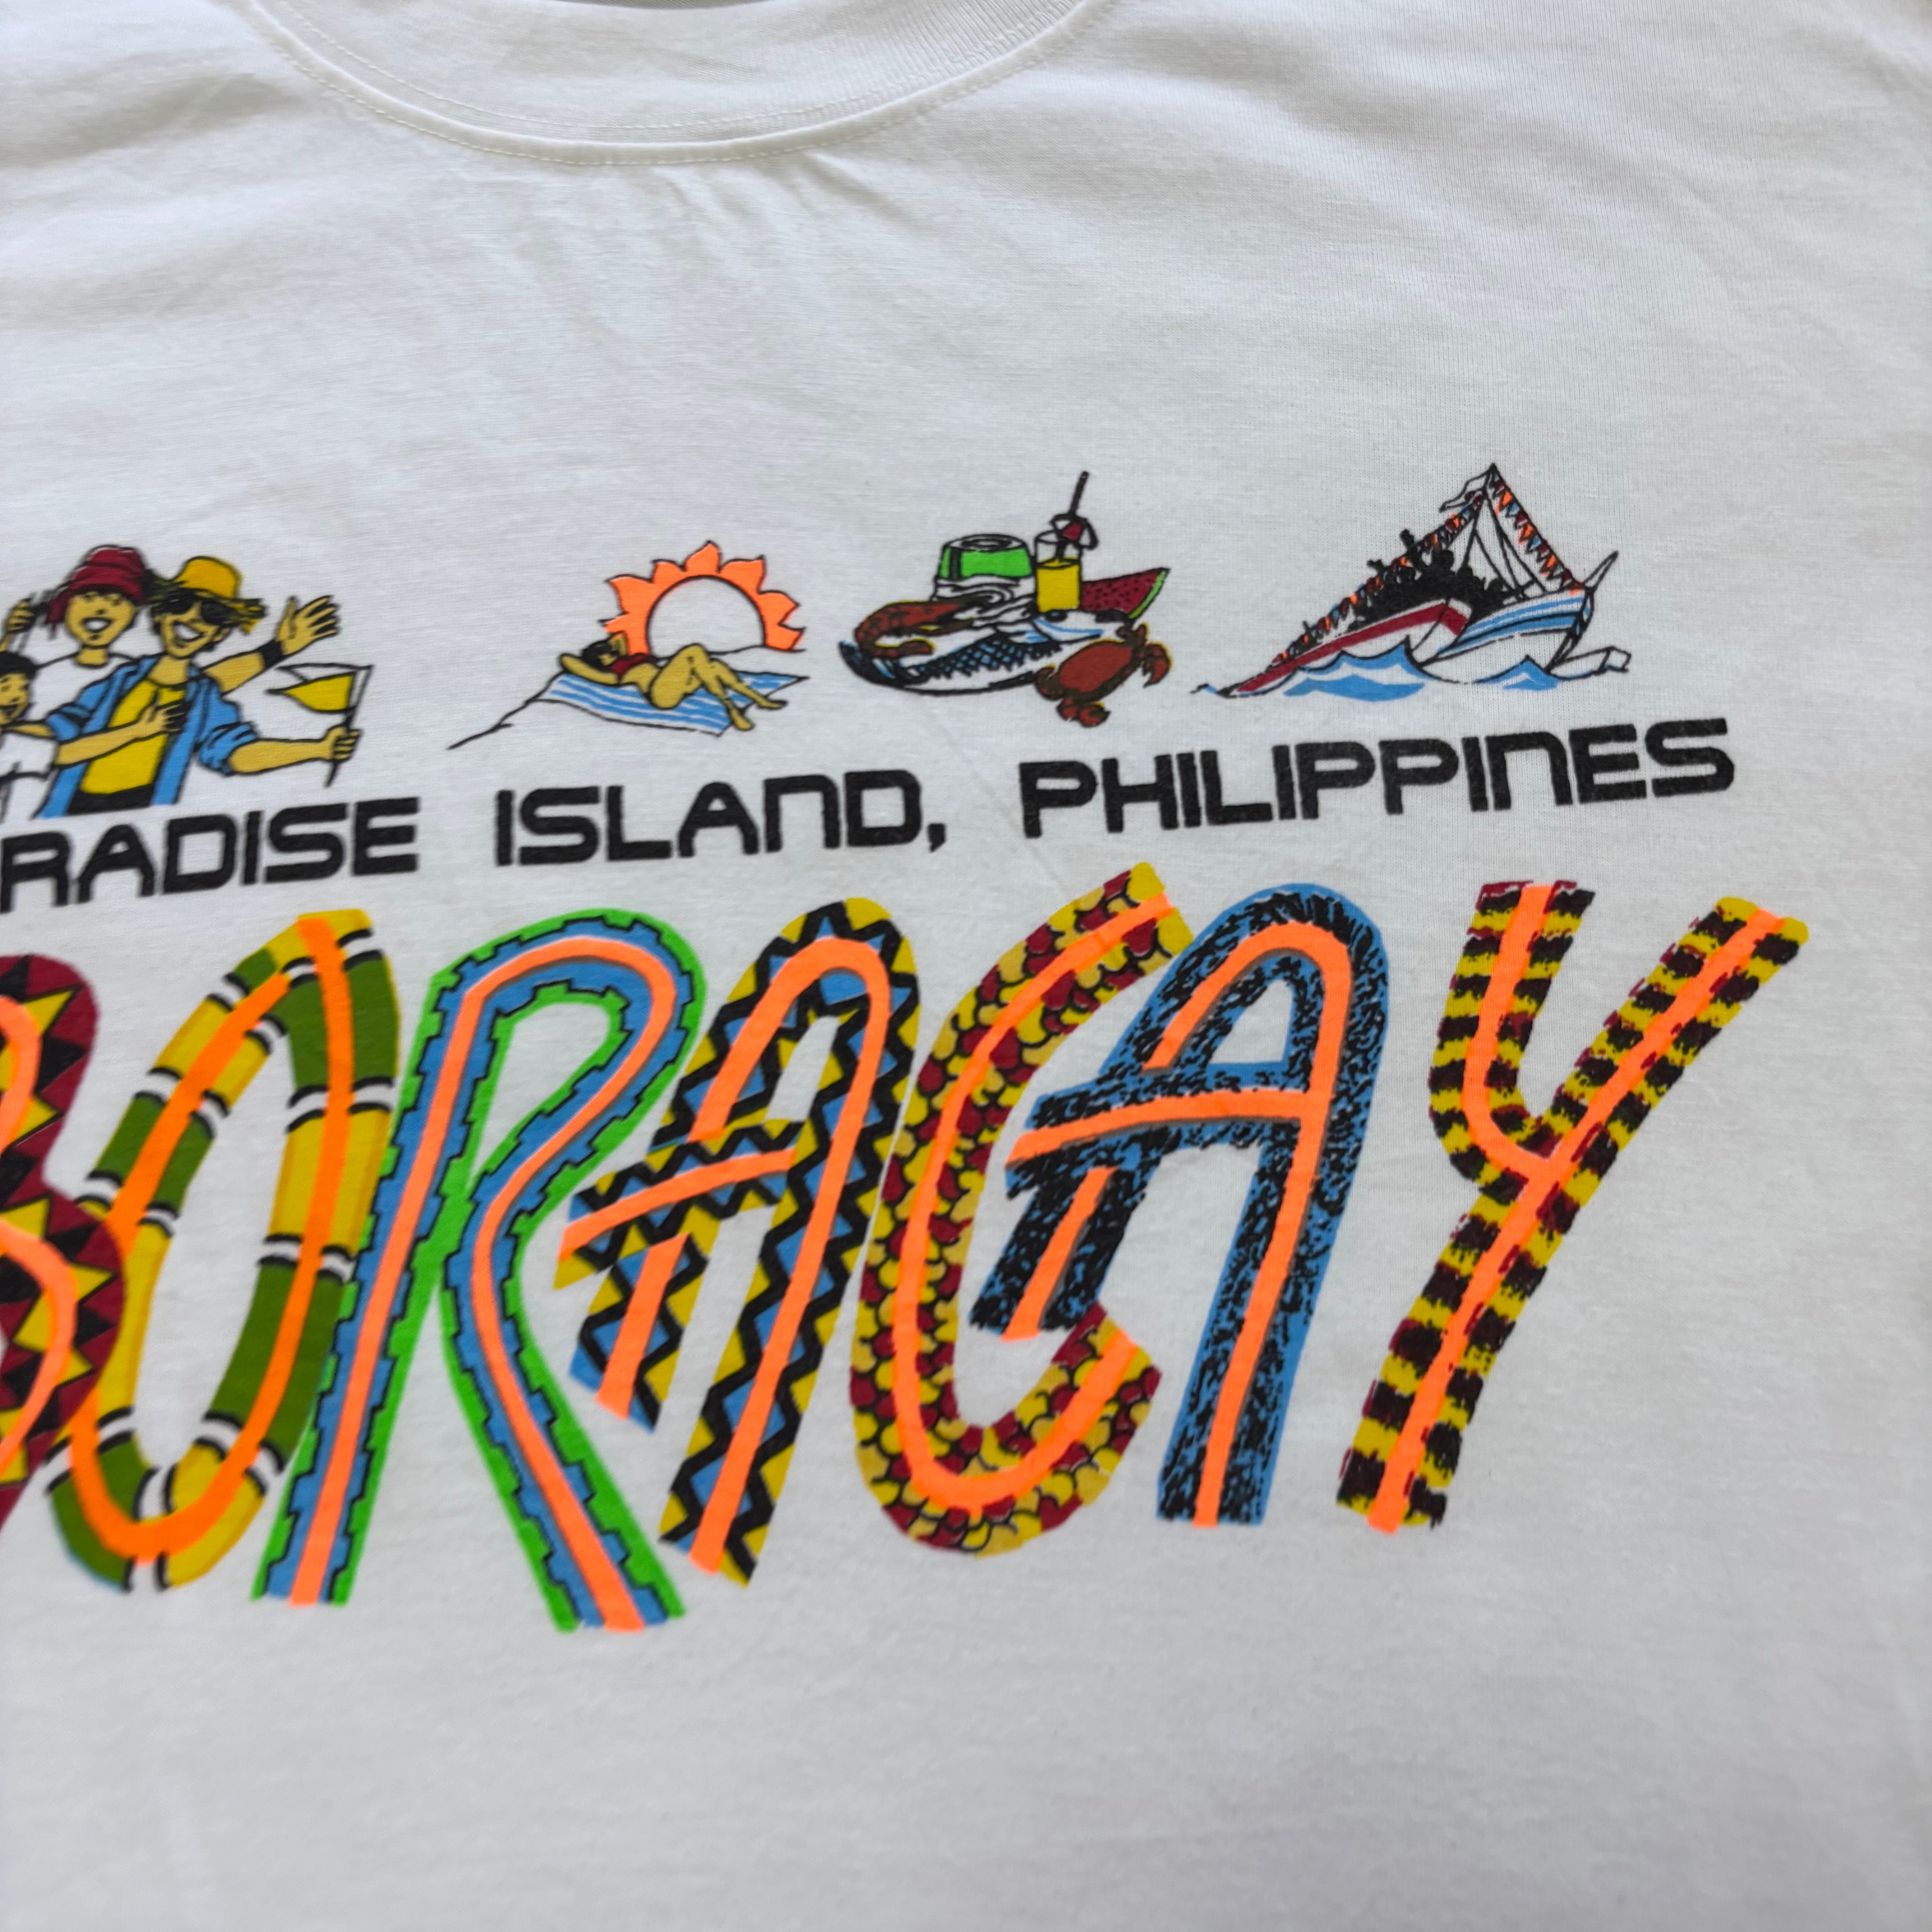 RADISE ISLAND, PHILIPPINES
BORACAY